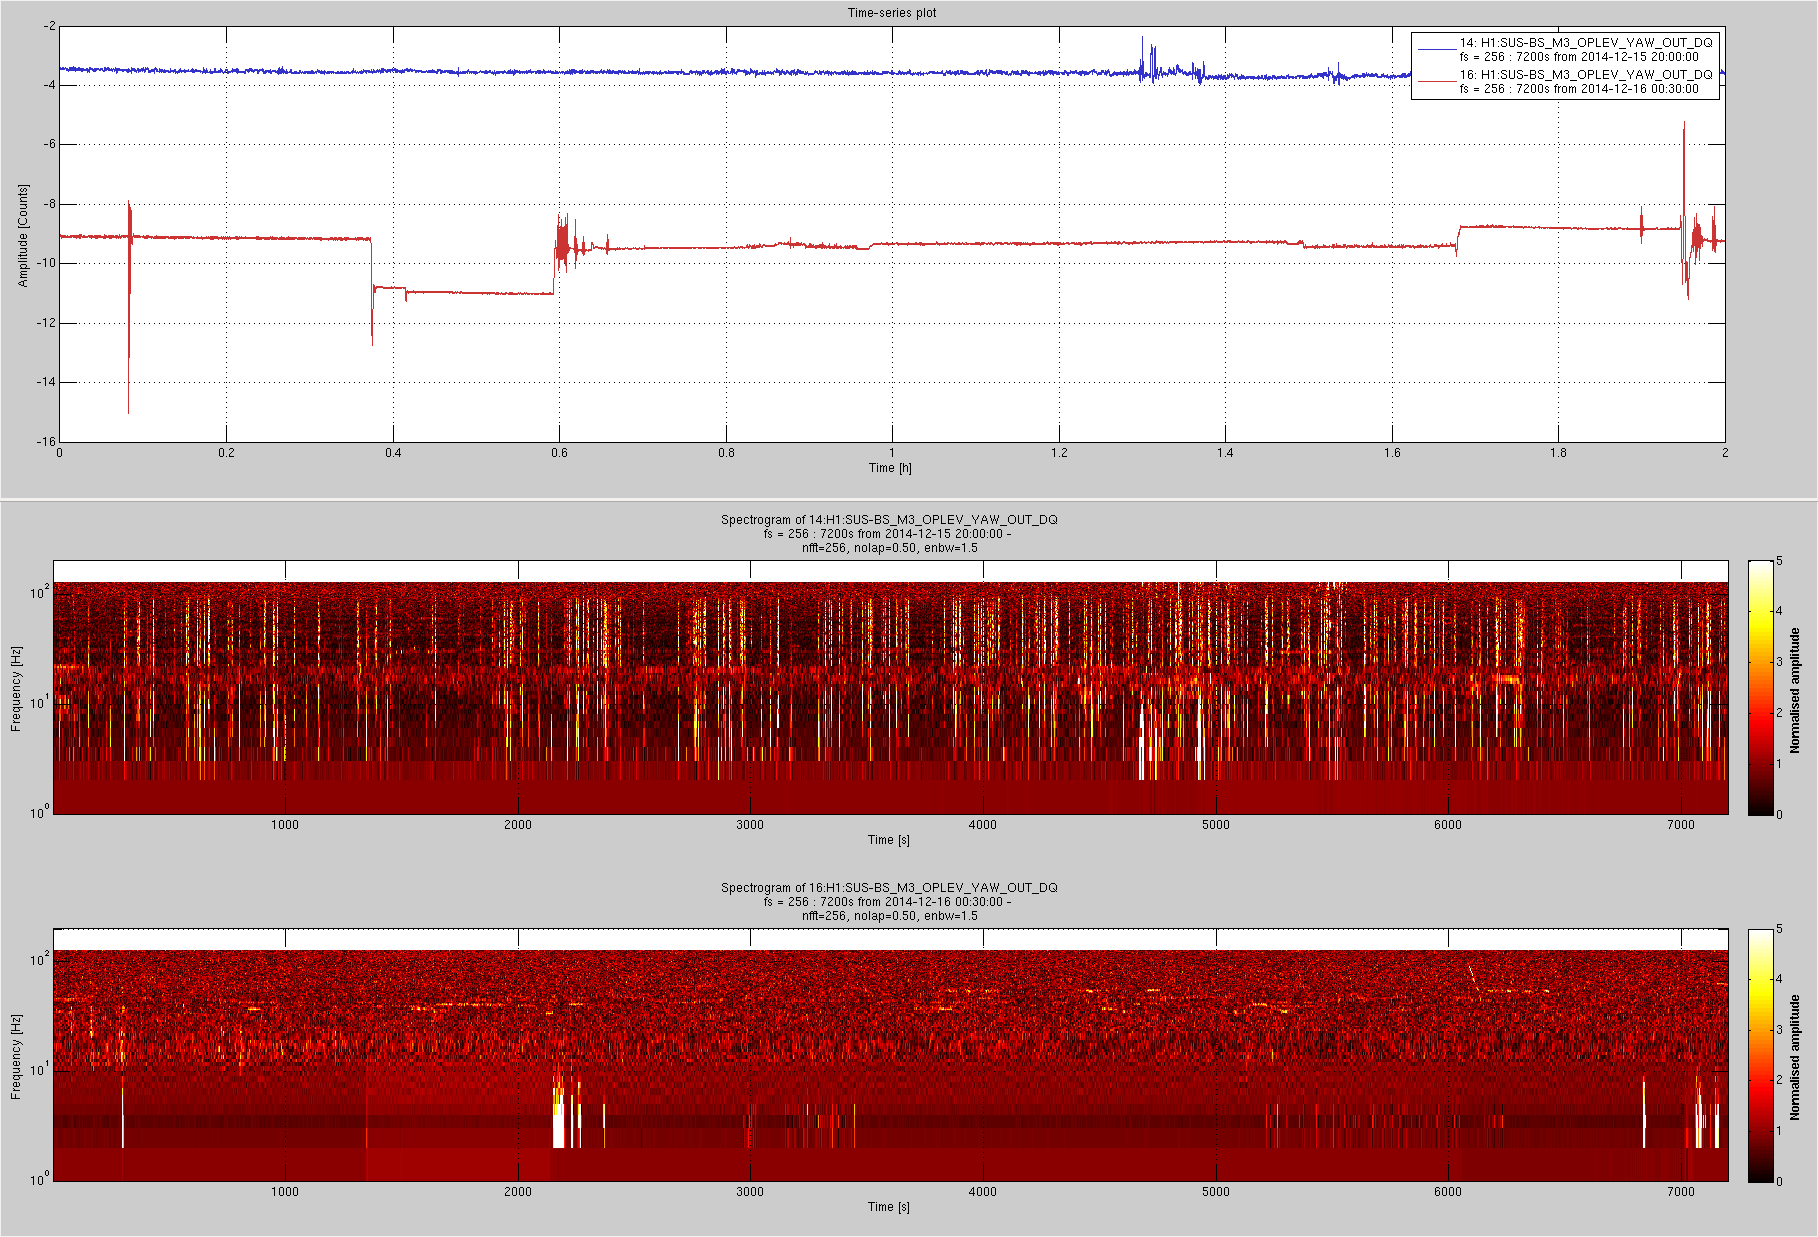 Time-series plot
-2
-4
-6
-8
-10
-12
-14
-16
Amplitude [Counts]
14: H1:SUS-BS_M3_OPLEV_YAW_OUT_DQ
fs = 256 : 7200s from 2014-12-15 20:00:00
16: H1:SUS-BS_M3_OPLEV_YAW_OUT_DQ
fs = 256 : 7200s from 2014-12-16 00:30:00
0 0.2 0.4 0.6 0.8 1 1.2 1.4 1.6 1.8 2
Time [h]
Spectrogram of 14:H1:SUS-BS_M3_OPLEV_YAW_OUT_DQ
fs = 256 : 7200s from 2014-12-15 20:00:00 -
nfft=256, nolap=0.50, enbw=1.5
10^2
10^1
10^0
Frequency [Hz]
1000 2000 3000 4000 5000 6000 7000
Time [s]
5
4
3
2
1
0
Normalised amplitude
Spectrogram of 16:H1:SUS-BS_M3_OPLEV_YAW_OUT_DQ
fs = 256 : 7200s from 2014-12-16 00:30:00 -
nfft=256, nolap=0.50, enbw=1.5
10^2
10^1
10^0
Frequency [Hz]
1000 2000 3000 4000 5000 6000 7000
Time [s]
5
4
3
2
1
0
Normalised amplitude